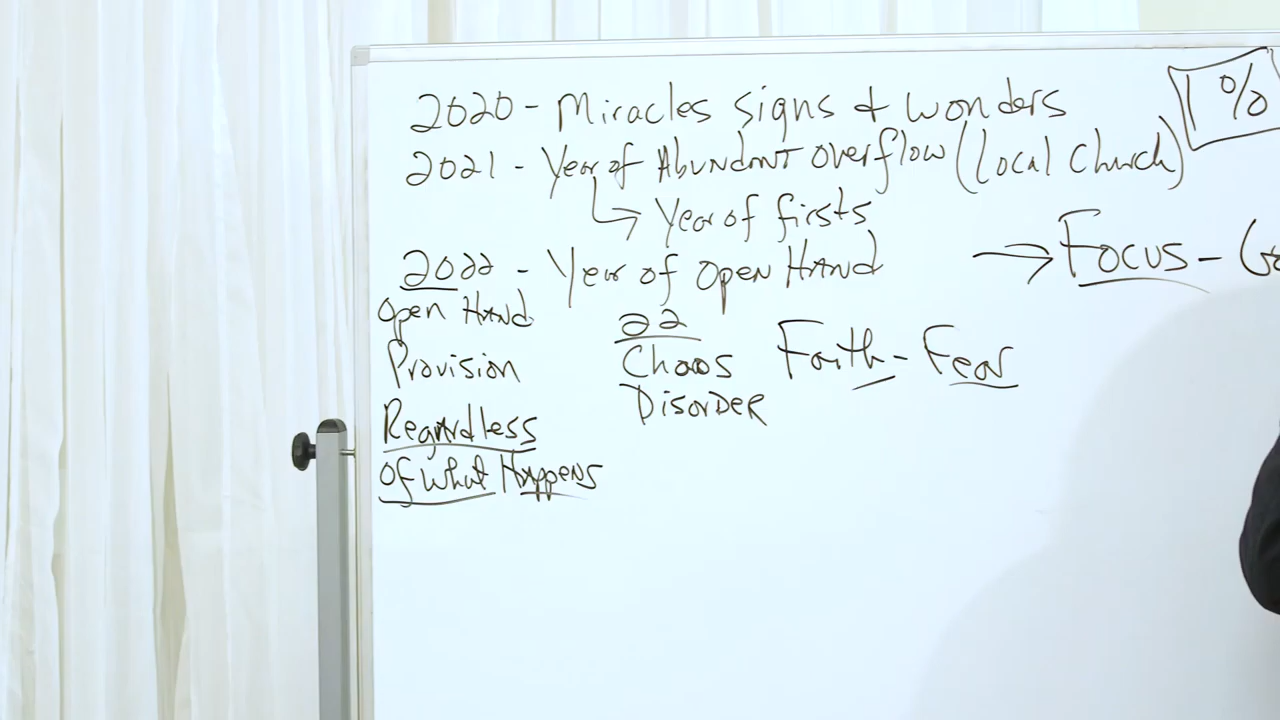 2020 - Miracles signs & wonders
1%
2021 - Year of Abundant overflow (Local Church)
↳ Year of firsts
2022 - Year of Open Hand
→ Focus -
Open Hand
22
Provision
Chaos
Faith - Fear
Disorder
Regardless
Of What Happens